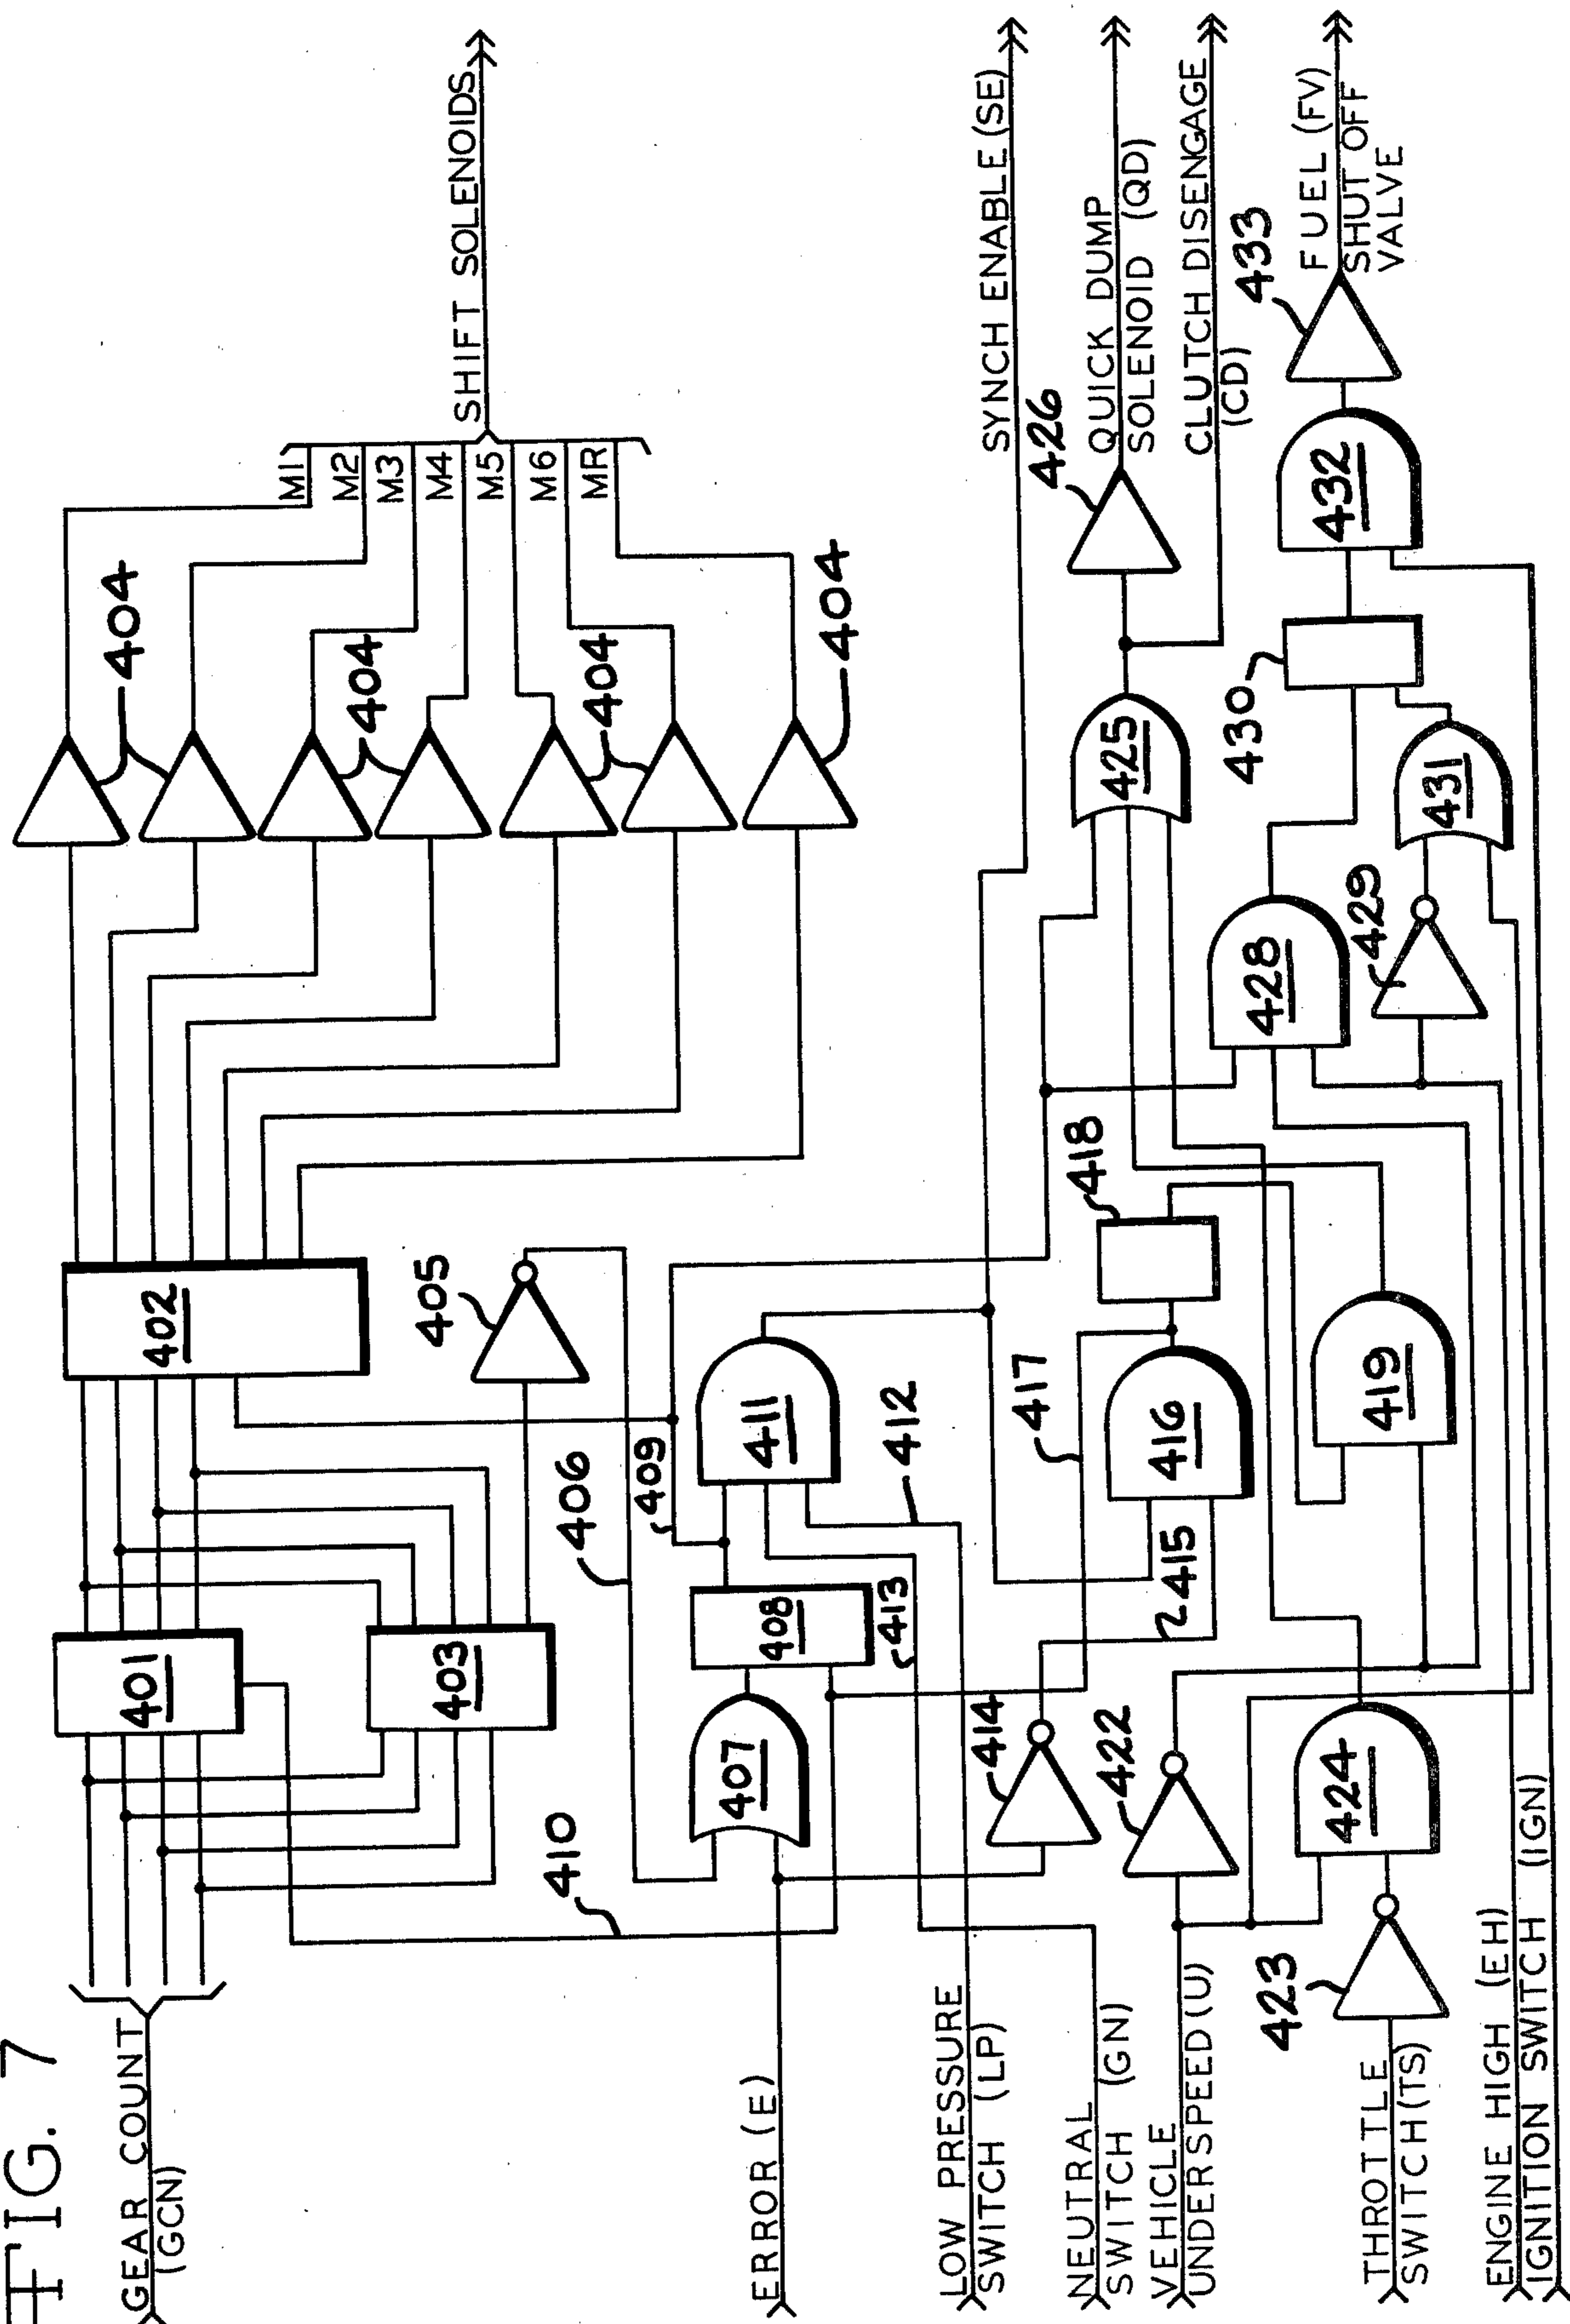 FIG. 7
GEAR COUNT
(GCN)
401
402
403
404
404
404
404
M1
M2
M3
M4
M5
M6
MR
SHIFT SOLENOIDS
405
406
410
407
408
409
411
412
413
ERROR (E)
LOW PRESSURE
SWITCH (LP)
NEUTRAL
SWITCH (GN)
VEHICLE
UNDERSPEED (U)
THROTTLE
SWITCH (TS)
ENGINE HIGH (EH)
IGNITION SWITCH (IGN)
414
415
416
417
418
419
422
423
424
425
426
428
429
430
431
432
433
SYNCH ENABLE (SE)
QUICK DUMP
SOLENOID (QD)
CLUTCH DISENGAGE
(CD)
FUEL (FV)
SHUT OFF
VALVE